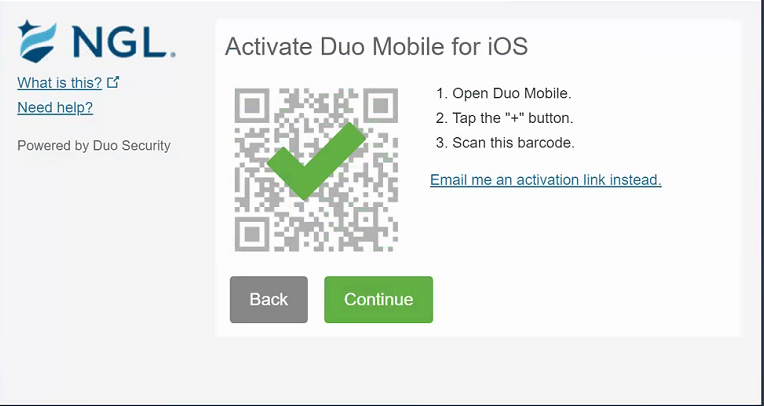 NGL.
What is this?
Need help?
Powered by Duo Security
Activate Duo Mobile for iOS
1. Open Duo Mobile.
2. Tap the "+" button.
3. Scan this barcode.
Email me an activation link instead.
Back
Continue